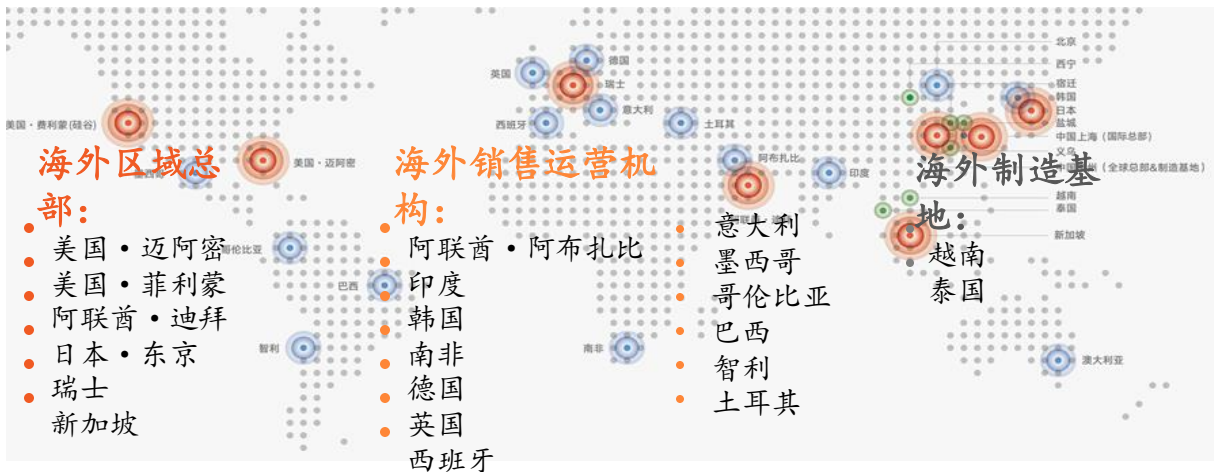 北京
西宁
宿迁
韩国
日本
盐城
中国上海（国际总部）
义乌
（全球总部&制造基地）
越南
泰国
新加坡
德国
英国
瑞士
意大利
西班牙
土耳其
美国·费利蒙(硅谷)
美国·迈阿密
阿布扎比
印度
哥伦比亚
巴西
智利
南非
澳大利亚
海外区域总
部：
美国·迈阿密
美国·菲利蒙
阿联酋·迪拜
日本·东京
瑞士
新加坡
海外销售运营机
构：
阿联酋·阿布扎比
印度
韩国
南非
德国
英国
西班牙
意大利
墨西哥
哥伦比亚
巴西
智利
土耳其
海外制造基
地：
越南
泰国